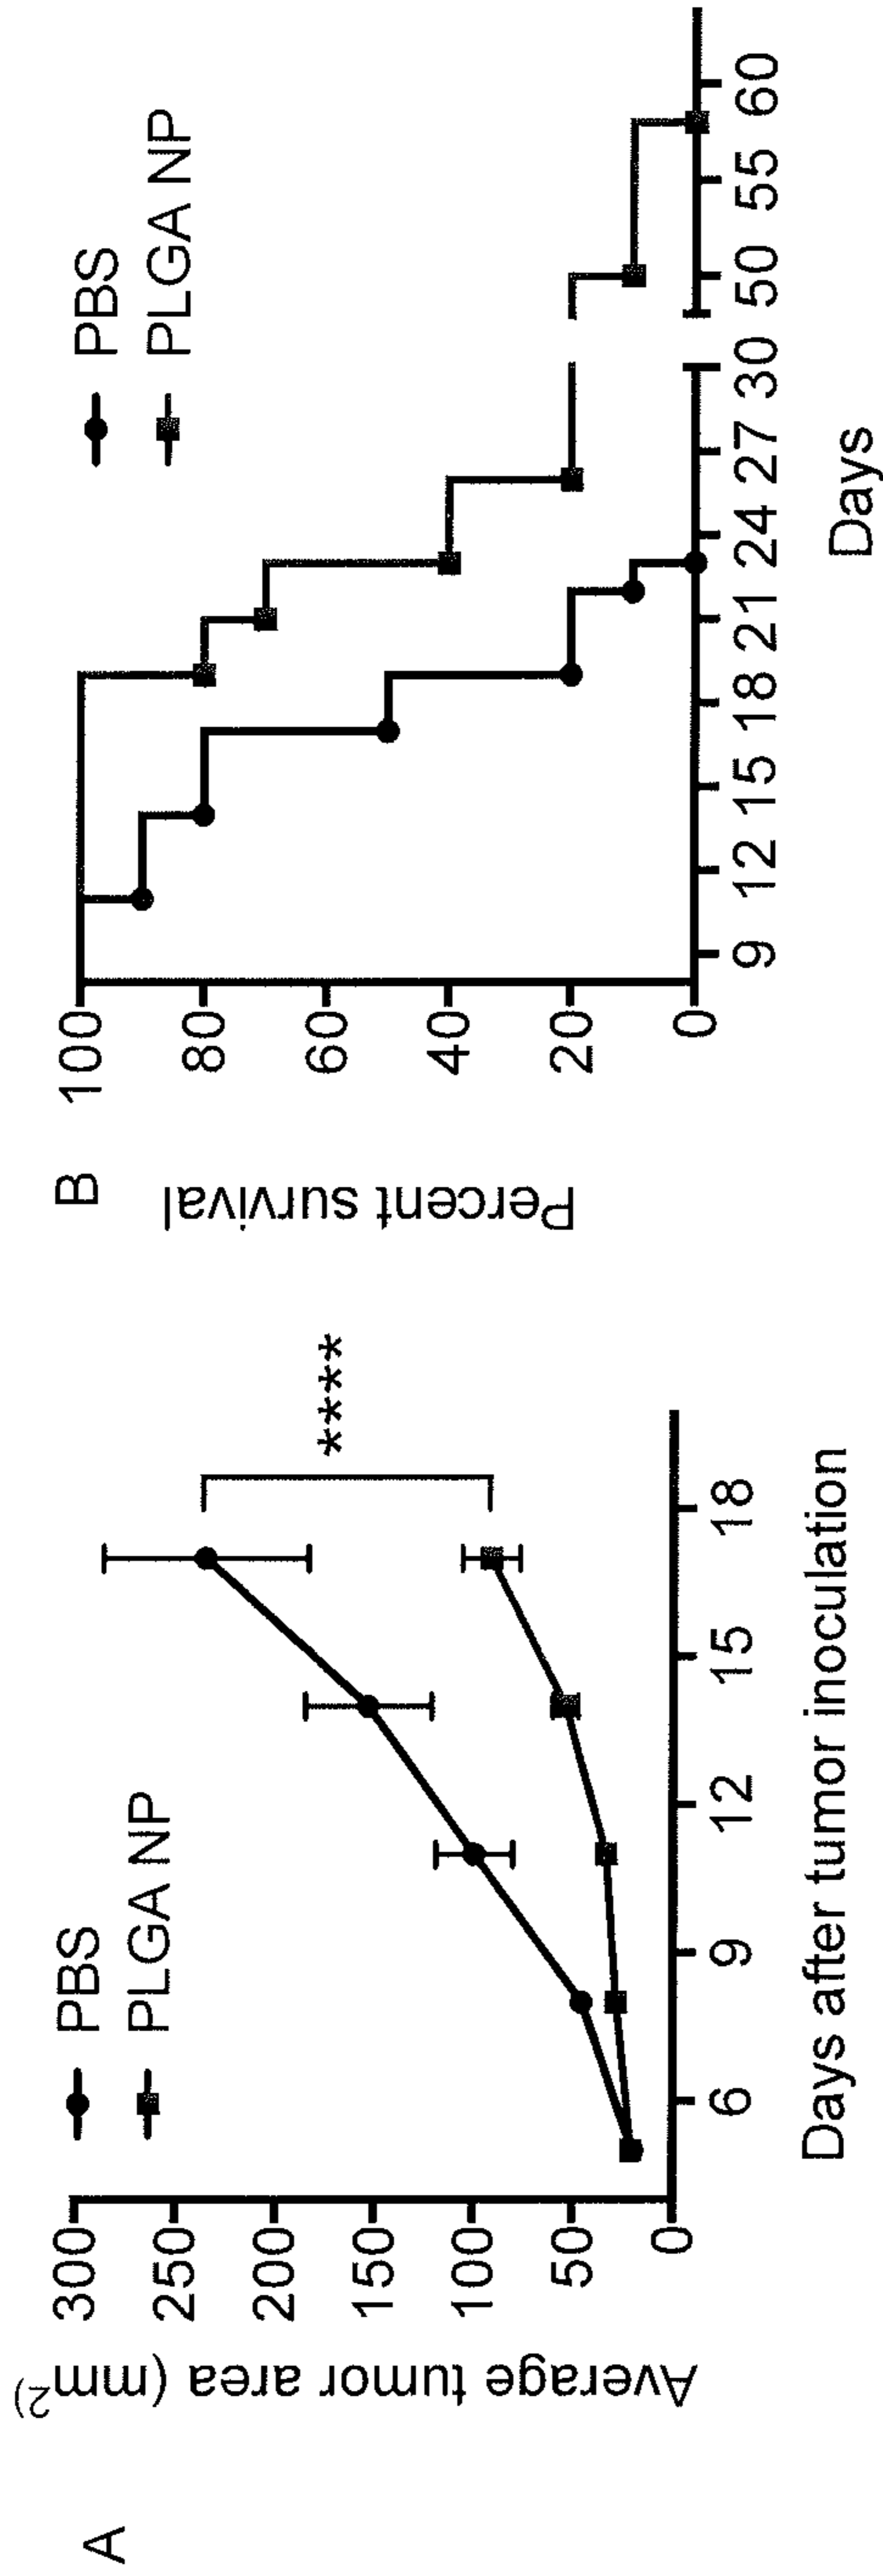 A
Average tumor area (mm²)
300
250
200
150
100
50
0
PBS
PLGA NP
****
6 9 12 15 18
Days after tumor inoculation
B
Percent survival
100
80
60
40
20
0
PBS
PLGA NP
9 12 15 18 21 24 27 30 50 55 60
Days